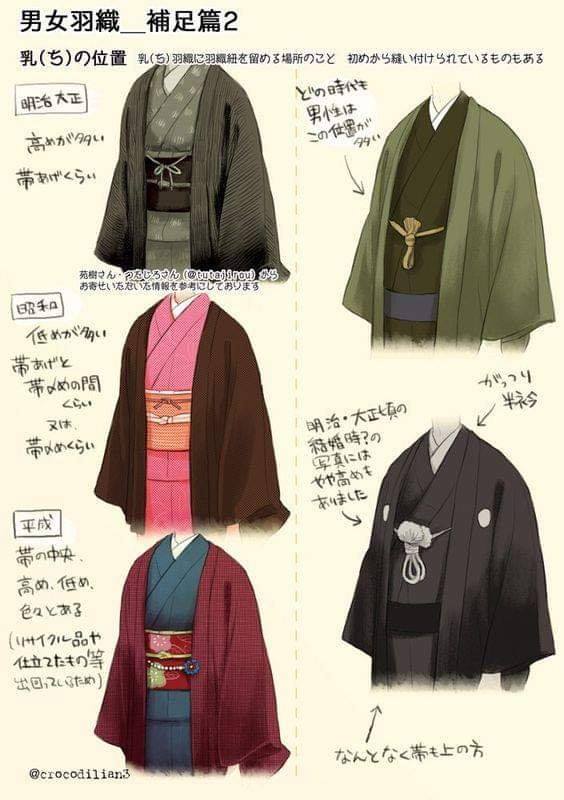 男女羽織__補足篇2
乳(ち)の位置 乳(ち)羽織に羽織紐を留める場所のこと 初めから縫い付けられているものもある
明治大正
高めが多い
帯あげくらい
苑樹さん・つたじろさん(@tutajirou)から
お寄せいただいた情報を参考にしております
昭和
低めが多い
帯あげと
帯〆めの間
くらい
又は、
帯〆めくらい
平成
帯の中央、
高め、低め、
色々とある
(リサイクル品や
仕立てたもの等
出回っているため)
どの時代も
男性は
この位置が
多い
がっつり
半衿
明治・大正頃の
結婚時?の
写真には
やや高めも
ありました
なんとなく帯も上の方
@crocodilian3